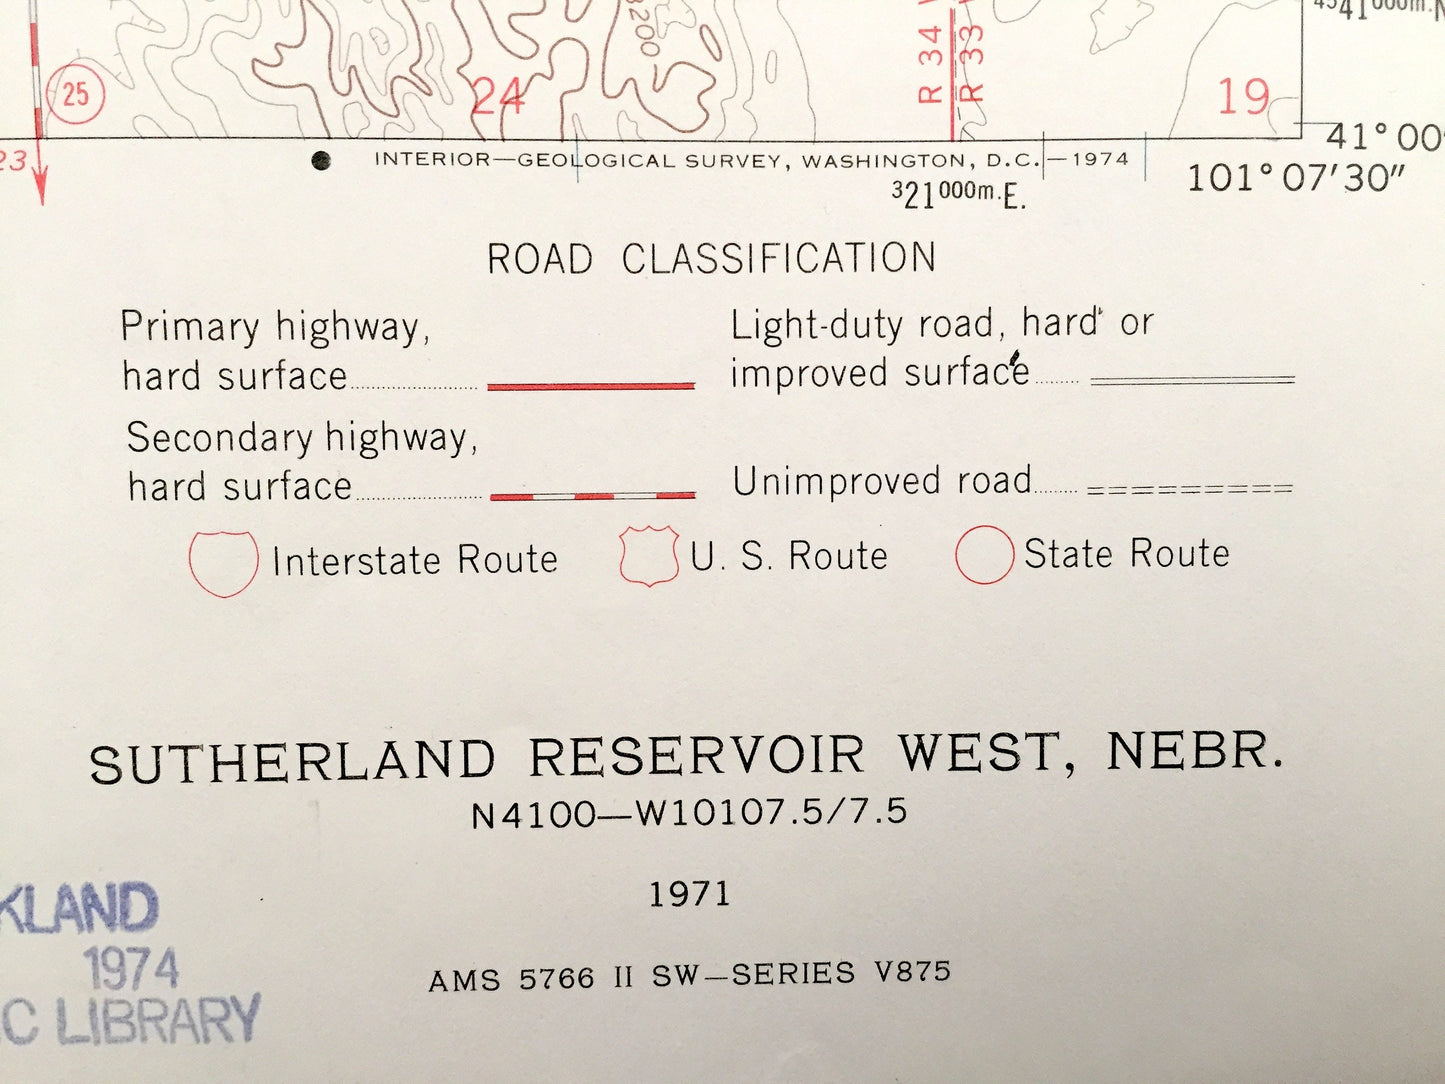 4541000m.N
3200
R 34
R 33
25
24
19
23
INTERIOR—GEOLOGICAL SURVEY, WASHINGTON, D.C.—1974
41°00
321000m.E.
101°07′30″
ROAD CLASSIFICATION
Primary highway,
hard surface
Light-duty road, hard or
improved surface
Secondary highway,
hard surface
Unimproved road
Interstate Route
U. S. Route
State Route
SUTHERLAND RESERVOIR WEST, NEBR.
N4100—W10107.5/7.5
1971
AMS 5766 II SW—SERIES V875
KLAND
1974
C LIBRARY